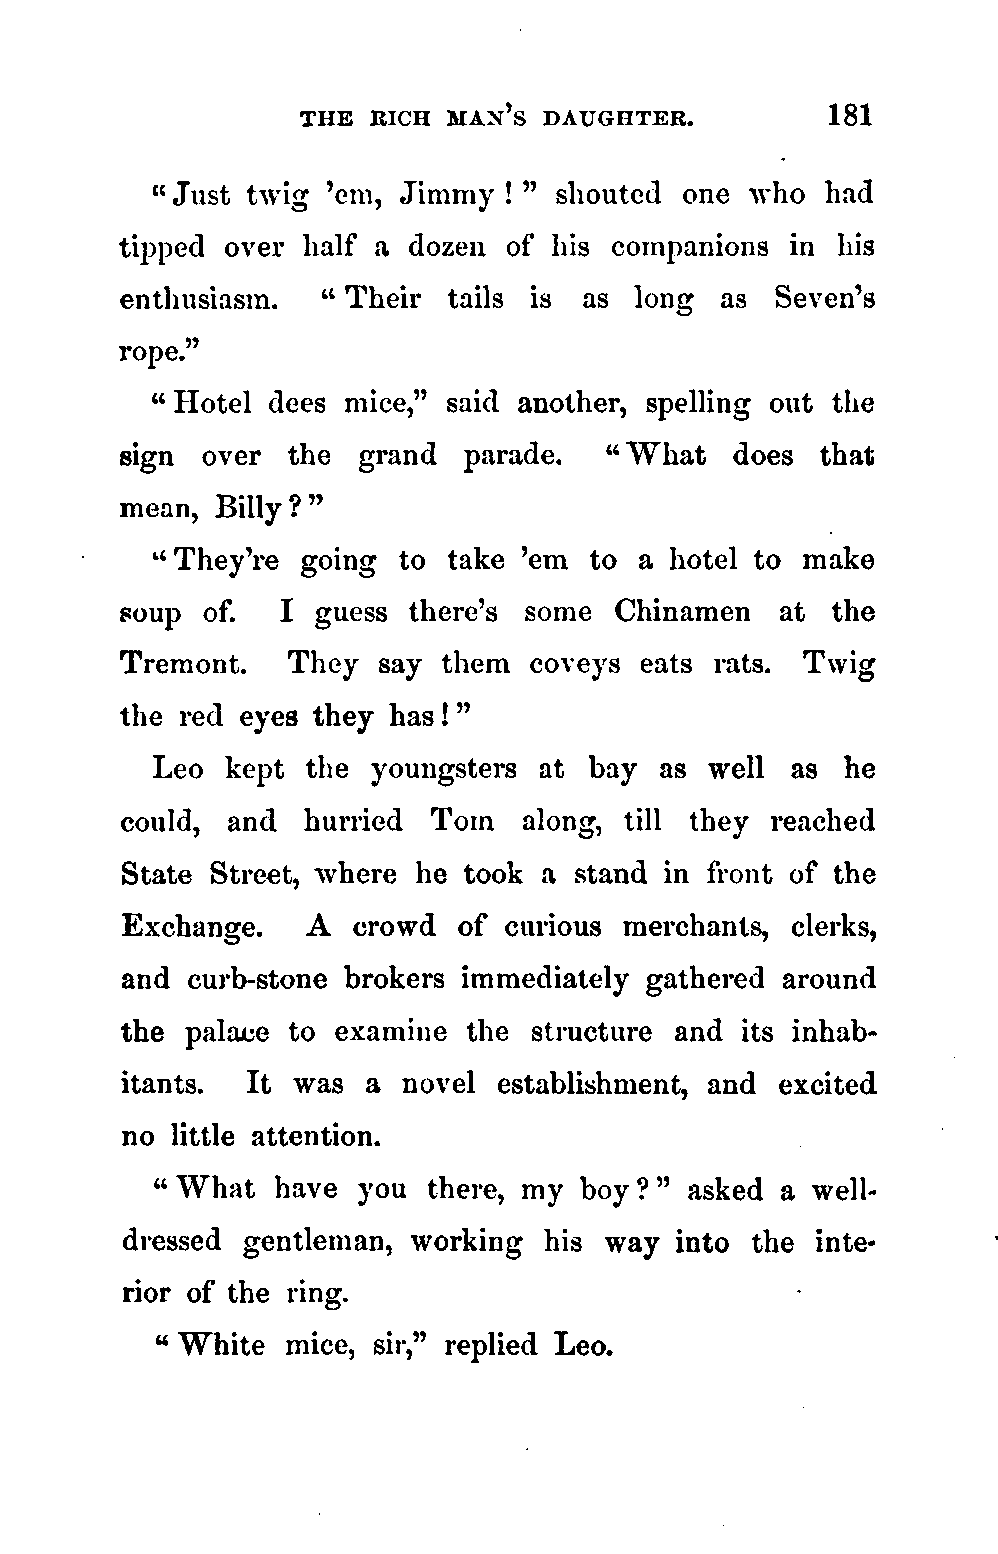 THE RICH MAN'S DAUGHTER. 181
"Just twig 'em, Jimmy!" shouted one who had
tipped over half a dozen of his companions in his
enthusiasm. "Their tails is as long as Seven's
rope."
"Hotel dees mice," said another, spelling out the
sign over the grand parade. "What does that
mean, Billy?"
"They're going to take 'em to a hotel to make
soup of. I guess there's some Chinamen at the
Tremont. They say them coveys eats rats. Twig
the red eyes they has!"
Leo kept the youngsters at bay as well as he
could, and hurried Tom along, till they reached
State Street, where he took a stand in front of the
Exchange. A crowd of curious merchants, clerks,
and curb-stone brokers immediately gathered around
the palace to examine the structure and its inhab-
itants. It was a novel establishment, and excited
no little attention.
"What have you there, my boy?" asked a well-
dressed gentleman, working his way into the inte-
rior of the ring.
"White mice, sir," replied Leo.